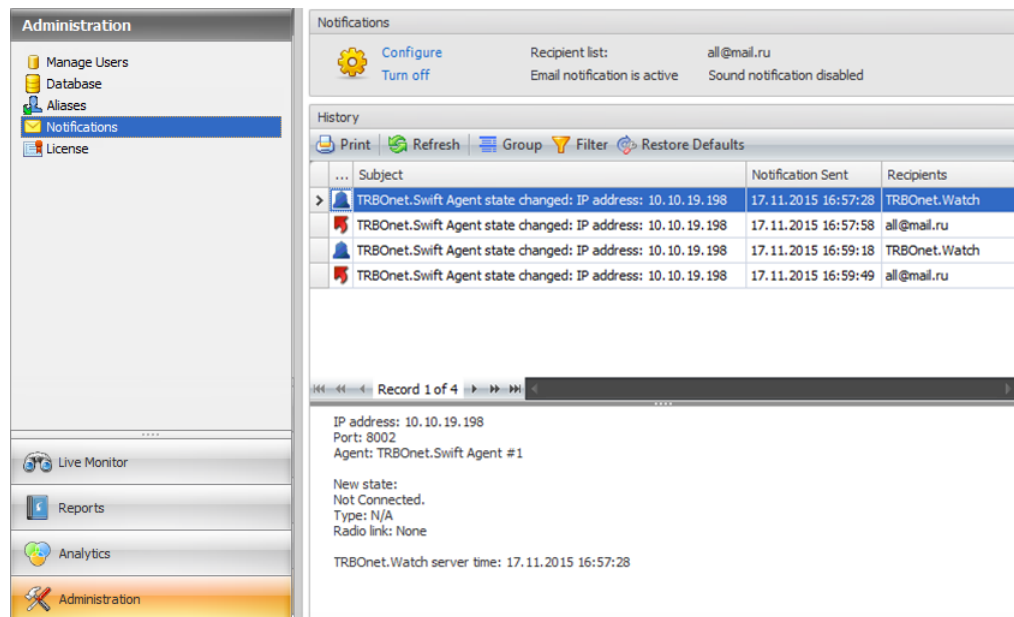 Administration
Manage Users
Database
Aliases
Notifications
License
Live Monitor
Reports
Analytics
Administration
Notifications
Configure Recipient list: all@mail.ru
Turn off Email notification is active Sound notification disabled
History
Print Refresh Group Filter Restore Defaults
... Subject Notification Sent Recipients
TRBOnet.Swift Agent state changed: IP address: 10.10.19.198 17.11.2015 16:57:28 TRBOnet.Watch
TRBOnet.Swift Agent state changed: IP address: 10.10.19.198 17.11.2015 16:57:58 all@mail.ru
TRBOnet.Swift Agent state changed: IP address: 10.10.19.198 17.11.2015 16:59:18 TRBOnet.Watch
TRBOnet.Swift Agent state changed: IP address: 10.10.19.198 17.11.2015 16:59:49 all@mail.ru
Record 1 of 4
IP address: 10.10.19.198
Port: 8002
Agent: TRBOnet.Swift Agent #1
New state:
Not Connected.
Type: N/A
Radio link: None
TRBOnet.Watch server time: 17.11.2015 16:57:28